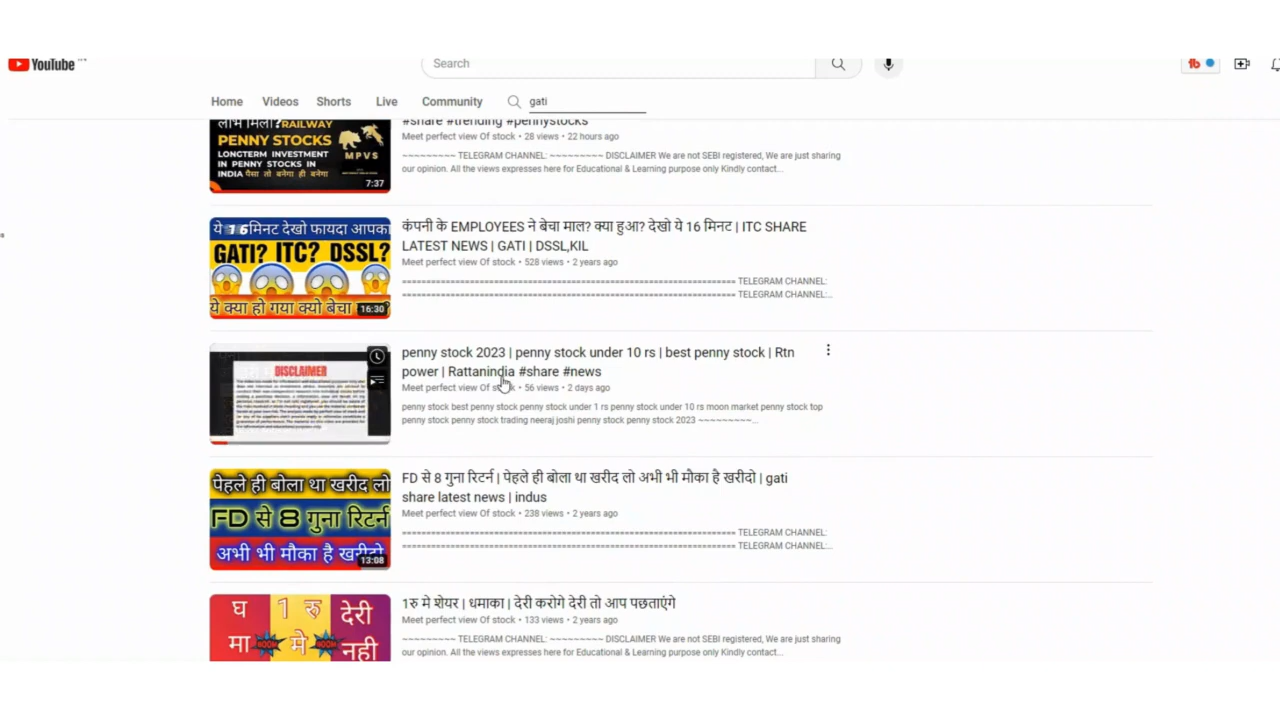 YouTube
Search
Home Videos Shorts Live Community gati
लाभ मिला?RAILWAY
PENNY STOCKS
LONGTERM INVESTMENT
IN PENNY STOCKS IN
INDIA पैसा तो बनेगा ही बनेगा
MPVS
7:37
#share #trending #pennystocks
Meet perfect view Of stock • 28 views • 22 hours ago
~~~~~~~~~ TELEGRAM CHANNEL: ~~~~~~~~~ DISCLAIMER We are not SEBI registered, We are just sharing
our opinion. All the views expresses here for Educational & Learning purpose only Kindly contact...
ये 16 मिनट देखो फायदा आपका
GATI? ITC? DSSL?
ये क्या हो गया क्यो बेचा
16:30
कंपनी के EMPLOYEES ने बेचा माल? क्या हुआ? देखो ये 16 मिनट | ITC SHARE
LATEST NEWS | GATI | DSSL,KIL
Meet perfect view Of stock • 528 views • 2 years ago
======================================================== TELEGRAM CHANNEL:
======================================================== TELEGRAM CHANNEL:...
DISCLAIMER
penny stock 2023 | penny stock under 10 rs | best penny stock | Rtn
power | Rattanindia #share #news
Meet perfect view Of stock • 56 views • 2 days ago
penny stock best penny stock penny stock under 1 rs penny stock under 10 rs moon market penny stock top
penny stock penny stock trading neeraj joshi penny stock penny stock 2023 ~~~~~~~~~...
पेहले ही बोला था खरीद लो
FD से 8 गुना रिटर्न
अभी भी मौका है खरीदो
13:08
FD से 8 गुना रिटर्न | पेहले ही बोला था खरीद लो अभी भी मौका है खरीदो | gati
share latest news | indus
Meet perfect view Of stock • 238 views • 2 years ago
======================================================== TELEGRAM CHANNEL:
======================================================== TELEGRAM CHANNEL:...
घ 1 रु देरी
मा मे नही
1रु मे शेयर | धमाका | देरी करोगे देरी तो आप पछताएंगे
Meet perfect view Of stock • 133 views • 2 years ago
~~~~~~~~~ TELEGRAM CHANNEL: ~~~~~~~~~ DISCLAIMER We are not SEBI registered, We are just sharing
our opinion. All the views expresses here for Educational & Learning purpose only Kindly contact...